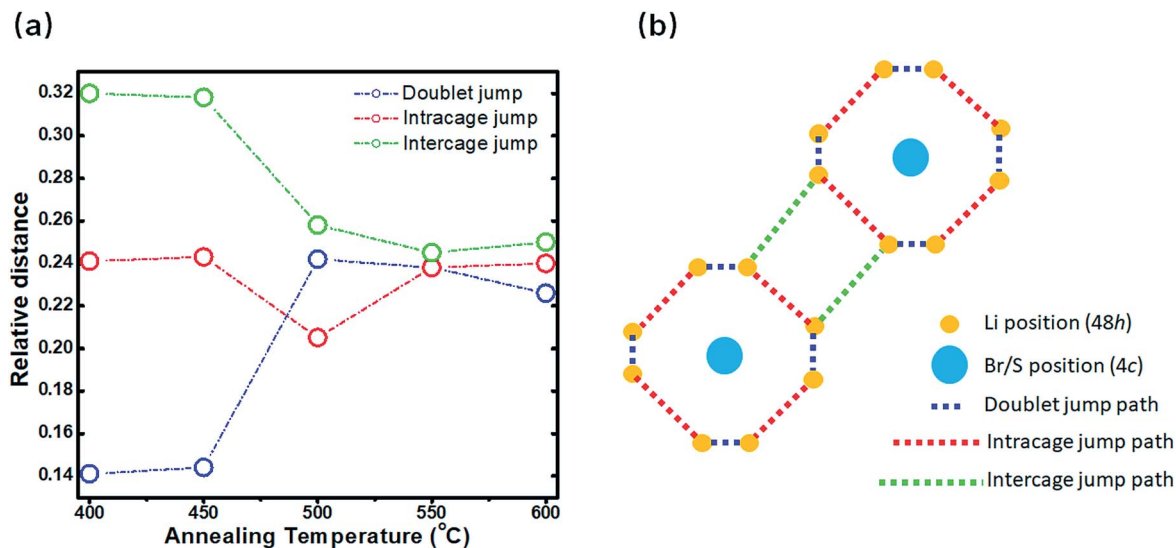 (a)
Relative distance
0.32
0.30
0.28
0.26
0.24
0.22
0.20
0.18
0.16
0.14
Doublet jump
Intracage jump
Intercage jump
400 450 500 550 600
Annealing Temperature (°C)
(b)
Li position (48h)
Br/S position (4c)
Doublet jump path
Intracage jump path
Intercage jump path